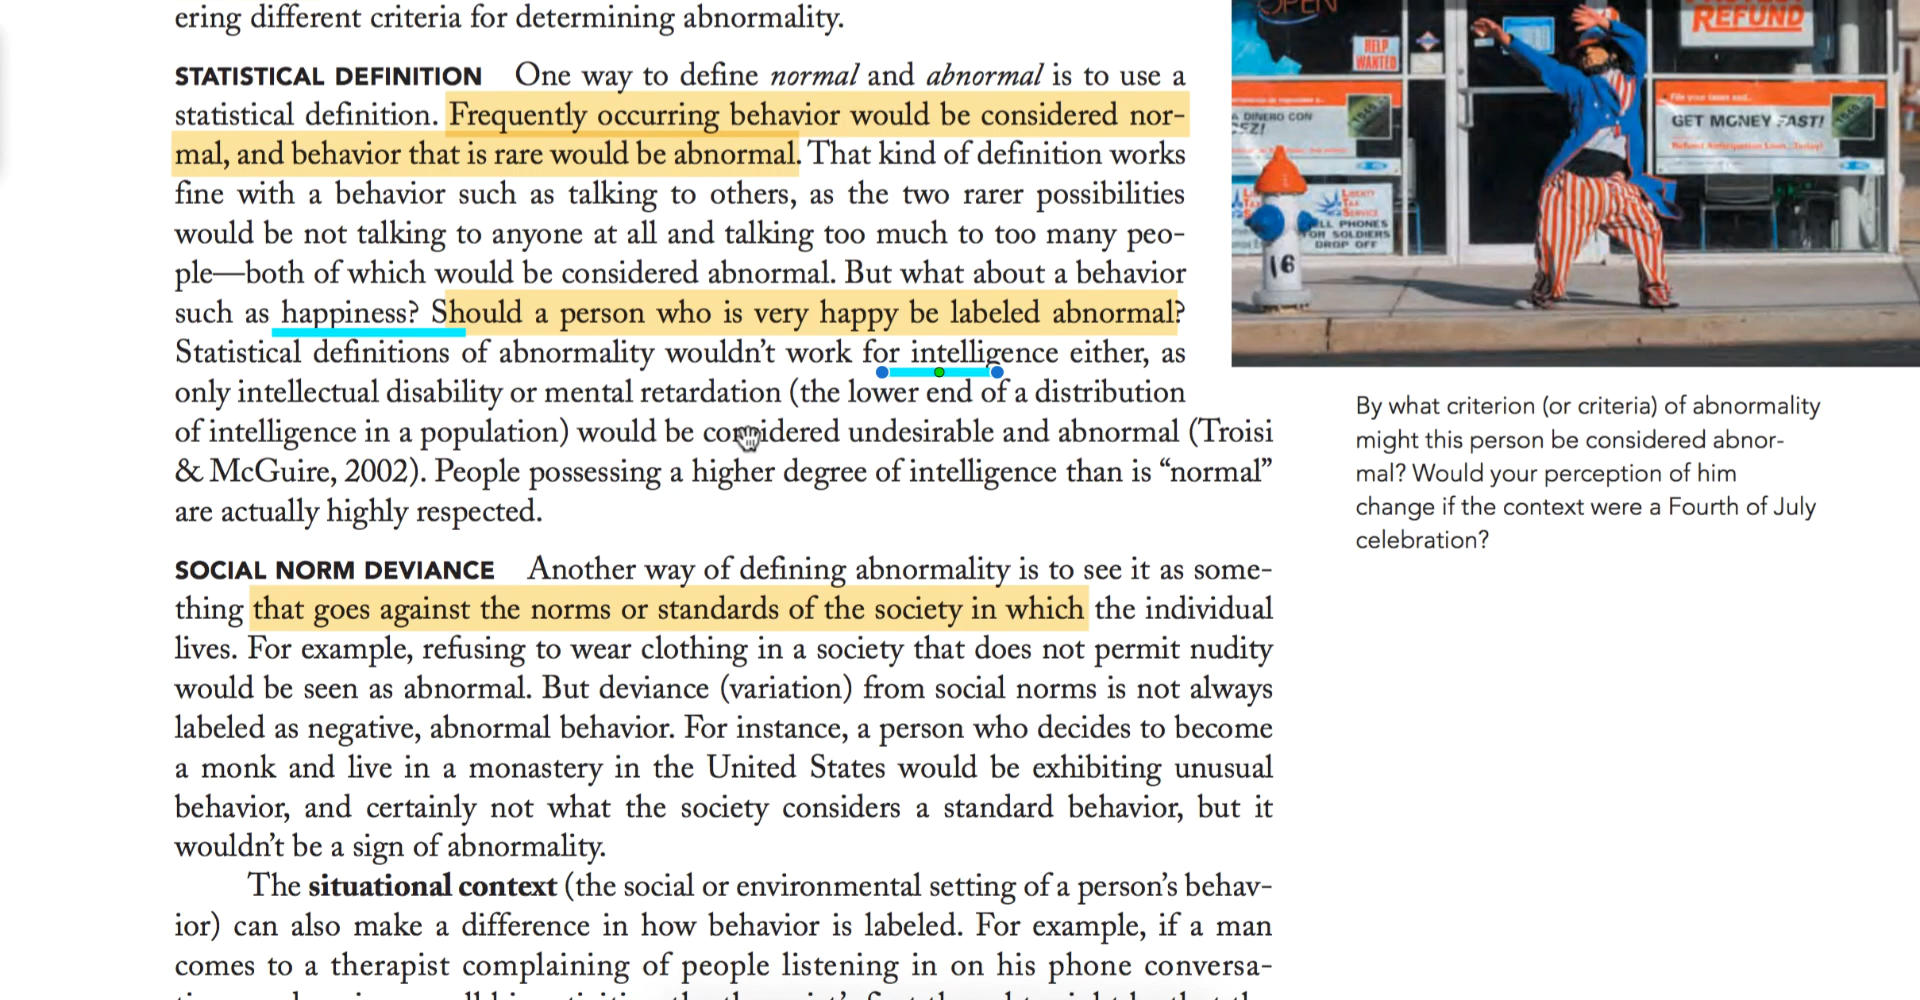 ering different criteria for determining abnormality.
STATISTICAL DEFINITION One way to define normal and abnormal is to use a
statistical definition. Frequently occurring behavior would be considered nor-
mal, and behavior that is rare would be abnormal. That kind of definition works
fine with a behavior such as talking to others, as the two rarer possibilities
would be not talking to anyone at all and talking too much to too many peo-
ple—both of which would be considered abnormal. But what about a behavior
such as happiness? Should a person who is very happy be labeled abnormal?
Statistical definitions of abnormality wouldn't work for intelligence either, as
only intellectual disability or mental retardation (the lower end of a distribution
of intelligence in a population) would be considered undesirable and abnormal (Troisi
& McGuire, 2002). People possessing a higher degree of intelligence than is “normal”
are actually highly respected.
SOCIAL NORM DEVIANCE Another way of defining abnormality is to see it as some-
thing that goes against the norms or standards of the society in which the individual
lives. For example, refusing to wear clothing in a society that does not permit nudity
would be seen as abnormal. But deviance (variation) from social norms is not always
labeled as negative, abnormal behavior. For instance, a person who decides to become
a monk and live in a monastery in the United States would be exhibiting unusual
behavior, and certainly not what the society considers a standard behavior, but it
wouldn't be a sign of abnormality.
The situational context (the social or environmental setting of a person's behav-
ior) can also make a difference in how behavior is labeled. For example, if a man
comes to a therapist complaining of people listening in on his phone conversa-
OPEN
REFUND
HELP
WANTED
DINERO CON
GET MONEY FAST!
LIBERTY
TAX
SERVICE
CELL PHONES
FOR SOLDIERS
DROP OFF
16
By what criterion (or criteria) of abnormality
might this person be considered abnor-
mal? Would your perception of him
change if the context were a Fourth of July
celebration?